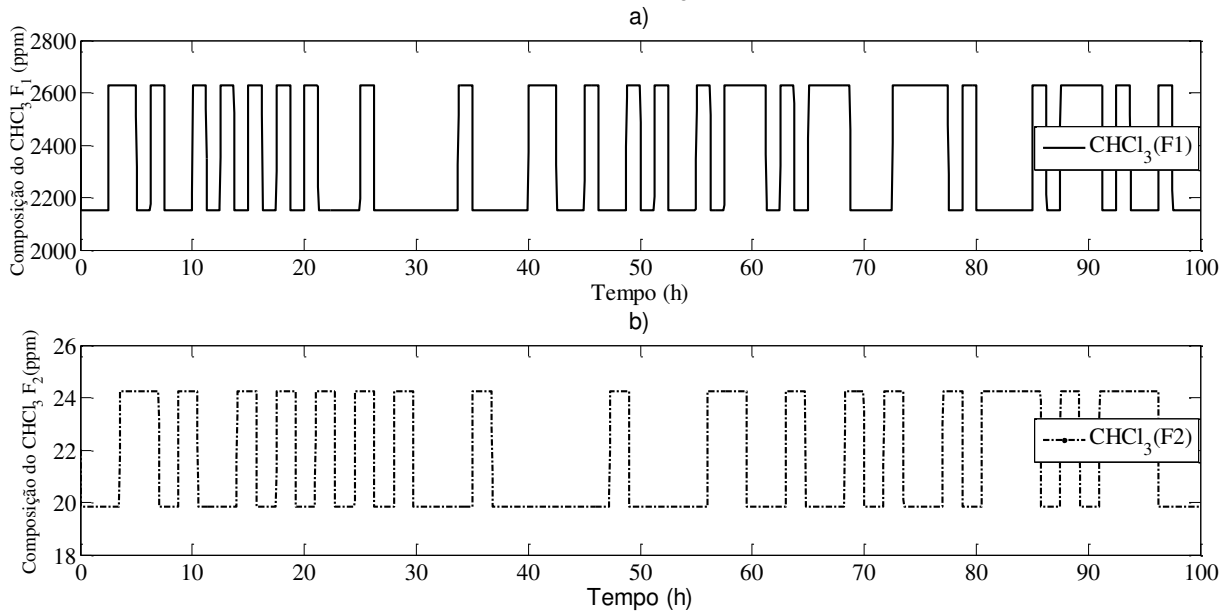 a)
Composição do CHCl3 F1 (ppm)
2800
2600
2400
2200
2000
CHCl3(F1)
0 10 20 30 40 50 60 70 80 90 100
Tempo (h)
b)
Composição do CHCl3 F2(ppm)
26
24
22
20
18
CHCl3(F2)
0 10 20 30 40 50 60 70 80 90 100
Tempo (h)